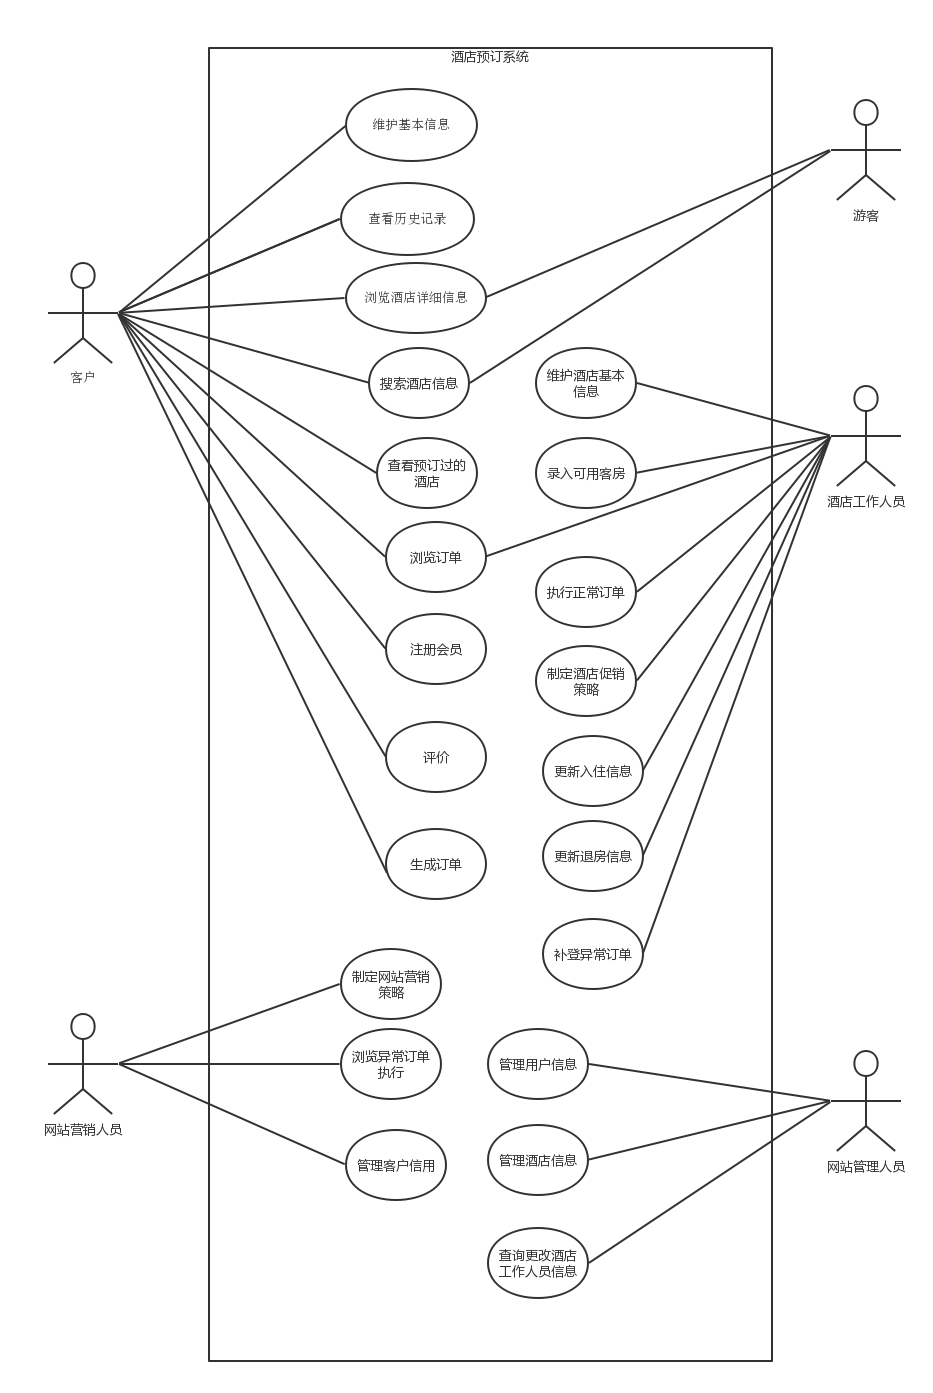 酒店预订系统
维护基本信息
查看历史记录
游客
浏览酒店详细信息
客户
搜索酒店信息
维护酒店基本
信息
查看预订过的
酒店
录入可用客房
酒店工作人员
浏览订单
执行正常订单
注册会员
制定酒店促销
策略
评价
更新入住信息
生成订单
更新退房信息
补登异常订单
制定网站营销
策略
浏览异常订单
执行
管理用户信息
网站营销人员
管理客户信用
管理酒店信息
网站管理人员
查询更改酒店
工作人员信息